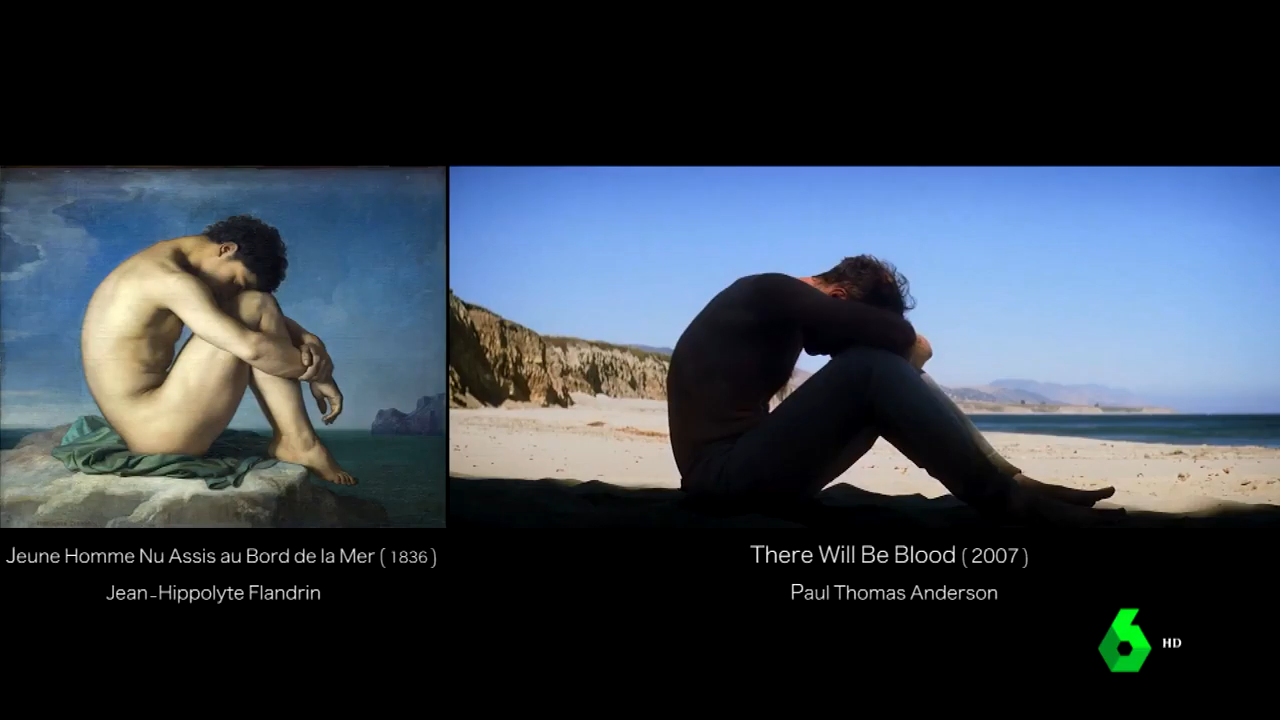 Jeune Homme Nu Assis au Bord de la Mer ( 1836 )
Jean-Hippolyte Flandrin
There Will Be Blood ( 2007 )
Paul Thomas Anderson
6 HD